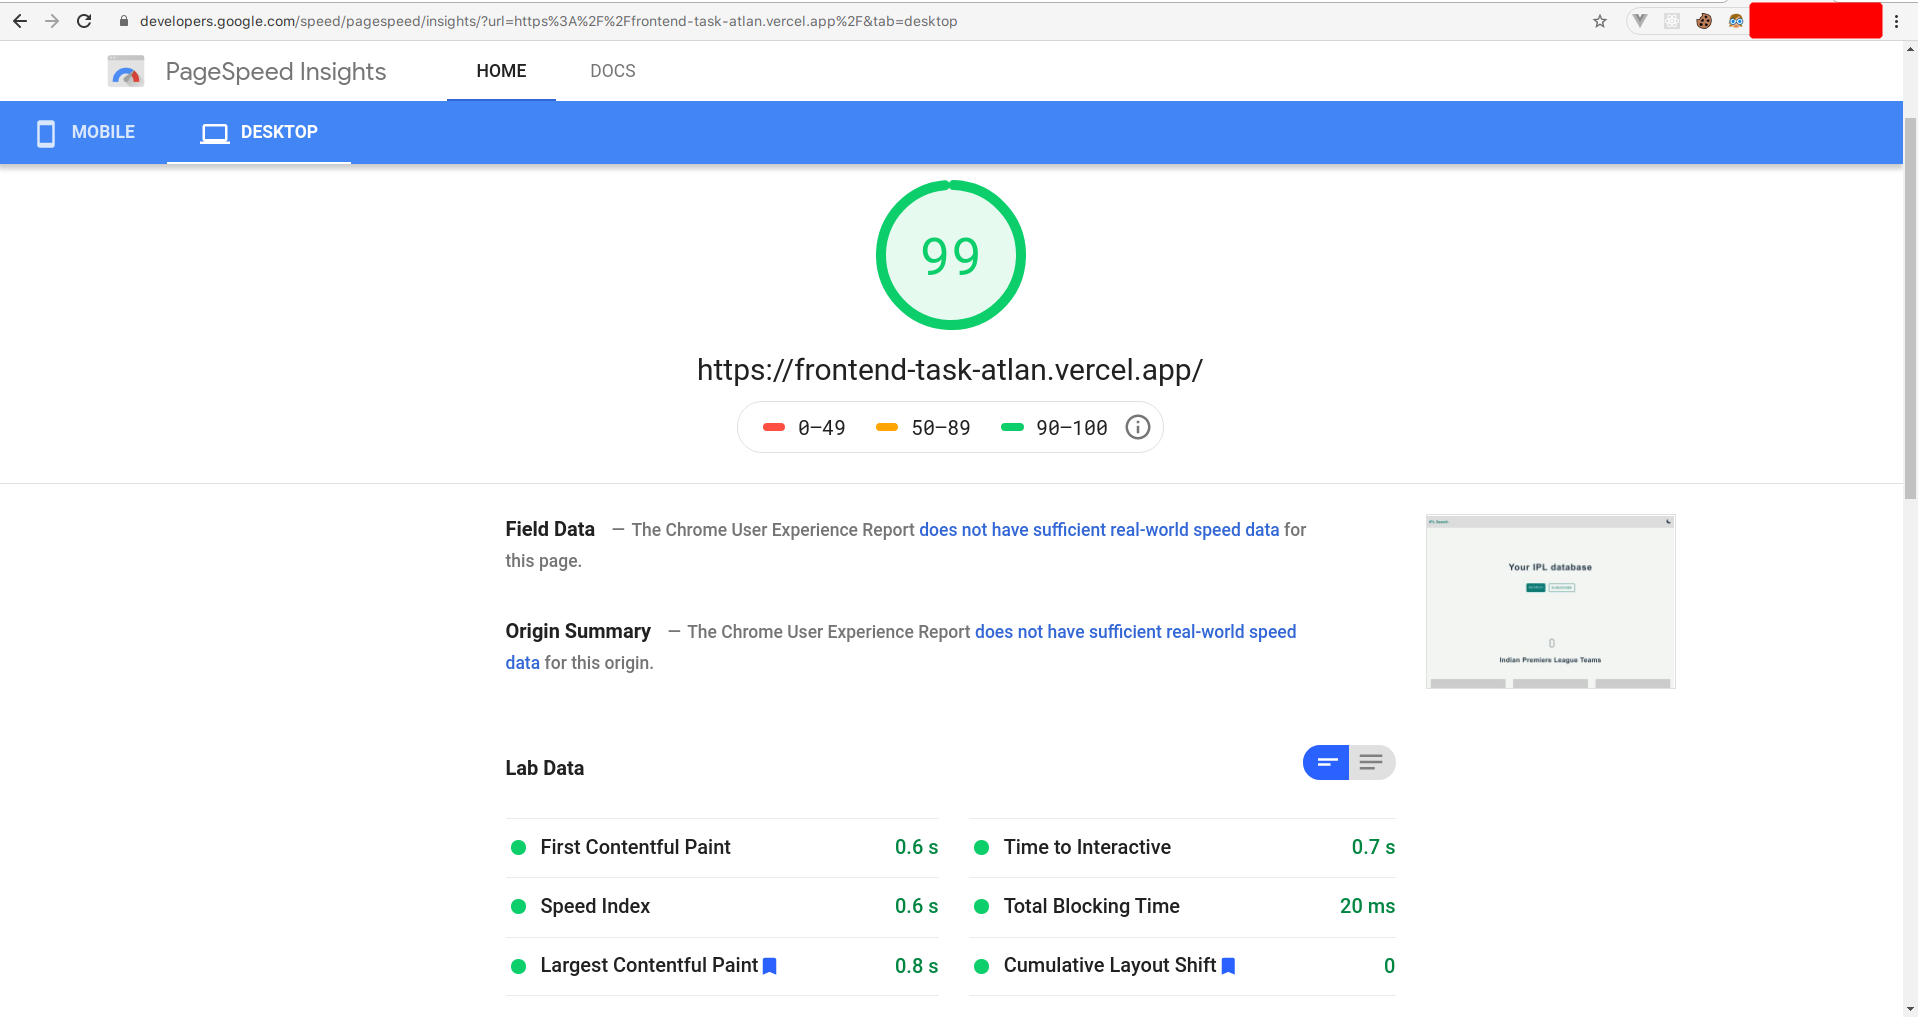 developers.google.com/speed/pagespeed/insights/?url=https%3A%2F%2Ffrontend-task-atlan.vercel.app%2F&tab=desktop
PageSpeed Insights
HOME
DOCS
MOBILE
DESKTOP
99
https://frontend-task-atlan.vercel.app/
0–49
50–89
90–100
Field Data — The Chrome User Experience Report does not have sufficient real-world speed data for
this page.
Origin Summary — The Chrome User Experience Report does not have sufficient real-world speed
data for this origin.
IPL Search
Your IPL database
0
Indian Premiere League Teams
Lab Data
First Contentful Paint 0.6 s
Time to Interactive 0.7 s
Speed Index 0.6 s
Total Blocking Time 20 ms
Largest Contentful Paint 0.8 s
Cumulative Layout Shift 0